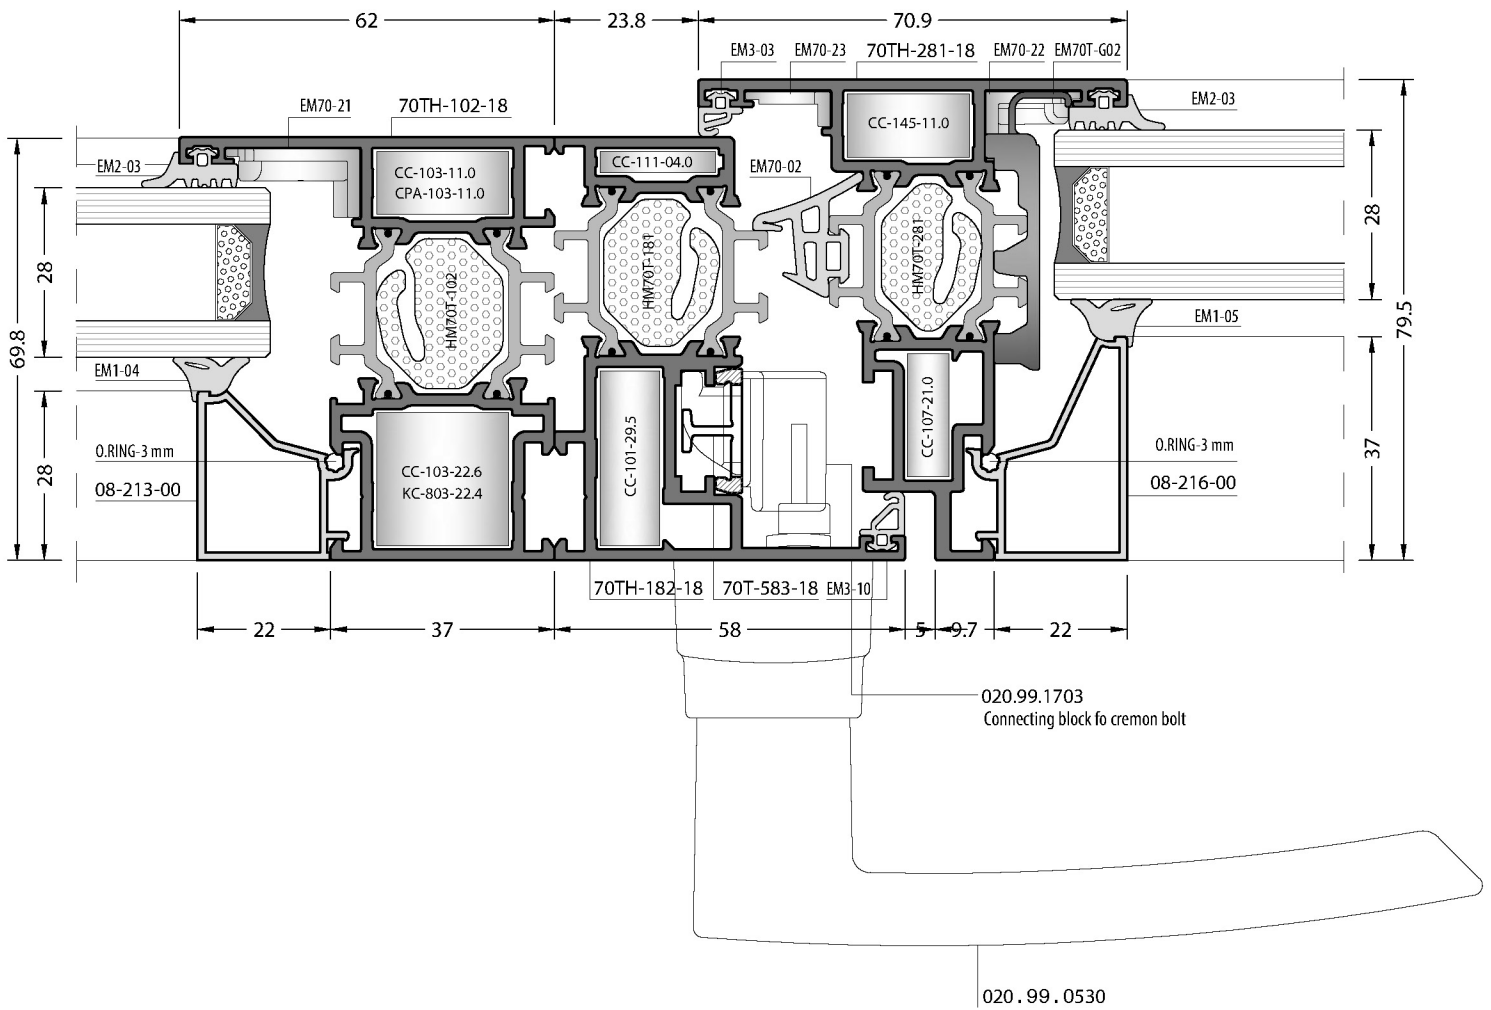 62
23.8
70.9
EM3-03
EM70-23
70TH-281-18
EM70-22
EM70T-G02
EM70-21
70TH-102-18
EM2-03
EM2-03
CC-145-11.0
CC-103-11.0
CPA-103-11.0
CC-111-04.0
EM70-02
28
69.8
28
HM70T-102
HM70T-181
HM70T-281
28
79.5
37
EM1-05
EM1-04
O.RING-3 mm
08-213-00
CC-103-22.6
KC-803-22.4
CC-101-29.5
CC-107-21.0
O.RING-3 mm
08-216-00
70TH-182-18
70T-583-18
EM3-10
22
37
58
5
9.7
22
020.99.1703
Connecting block fo cremon bolt
020.99.0530